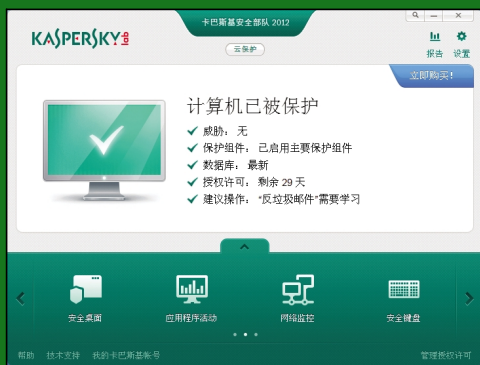 卡巴斯基安全部队 2012
KASPERSKY lab
云保护
报告 设置
立即购买!
计算机已被保护
威胁： 无
保护组件： 已启用主要保护组件
数据库： 最新
授权许可： 剩余 29 天
建议操作： “反垃圾邮件”需要学习
安全桌面 应用程序活动 网络监控 安全键盘
帮助 技术支持 我的卡巴斯基帐号 管理授权许可